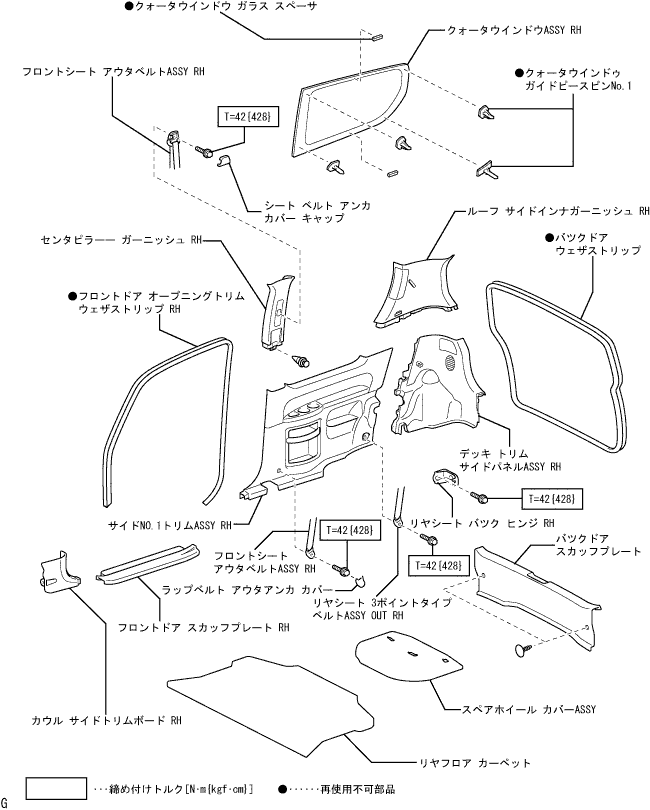 ●クォータウインドウ ガラス スペーサ
クォータウインドウASSY RH
フロントシート アウタベルトASSY RH
●クォータウインドゥ
ガイドピースピンNo.1
T=42{428}
シート ベルト アンカ
カバー キャップ
ルーフ サイドインナガーニッシュ RH
センタピラー― ガーニッシュ RH
●バツクドア
ウェザストリップ
●フロントドア オープニングトリム
ウェザストリップ RH
デッキ トリム
サイドパネルASSY RH
T=42{428}
サイドNO.1トリムASSY RH
T=42{428}
リヤシート バツク ヒンジ RH
フロントシート
アウタベルトASSY RH
T=42{428}
バツクドア
スカッフプレート
ラップベルト アウタアンカ カバー
リヤシート 3ポイントタイプ
ベルトASSY OUT RH
フロントドア スカッフプレート RH
スペアホイール カバーASSY
カウル サイドトリムボード RH
リヤフロア カーペット
･･･締め付けトルク[N･m{kgf･cm}]
●･･････再使用不可部品
G